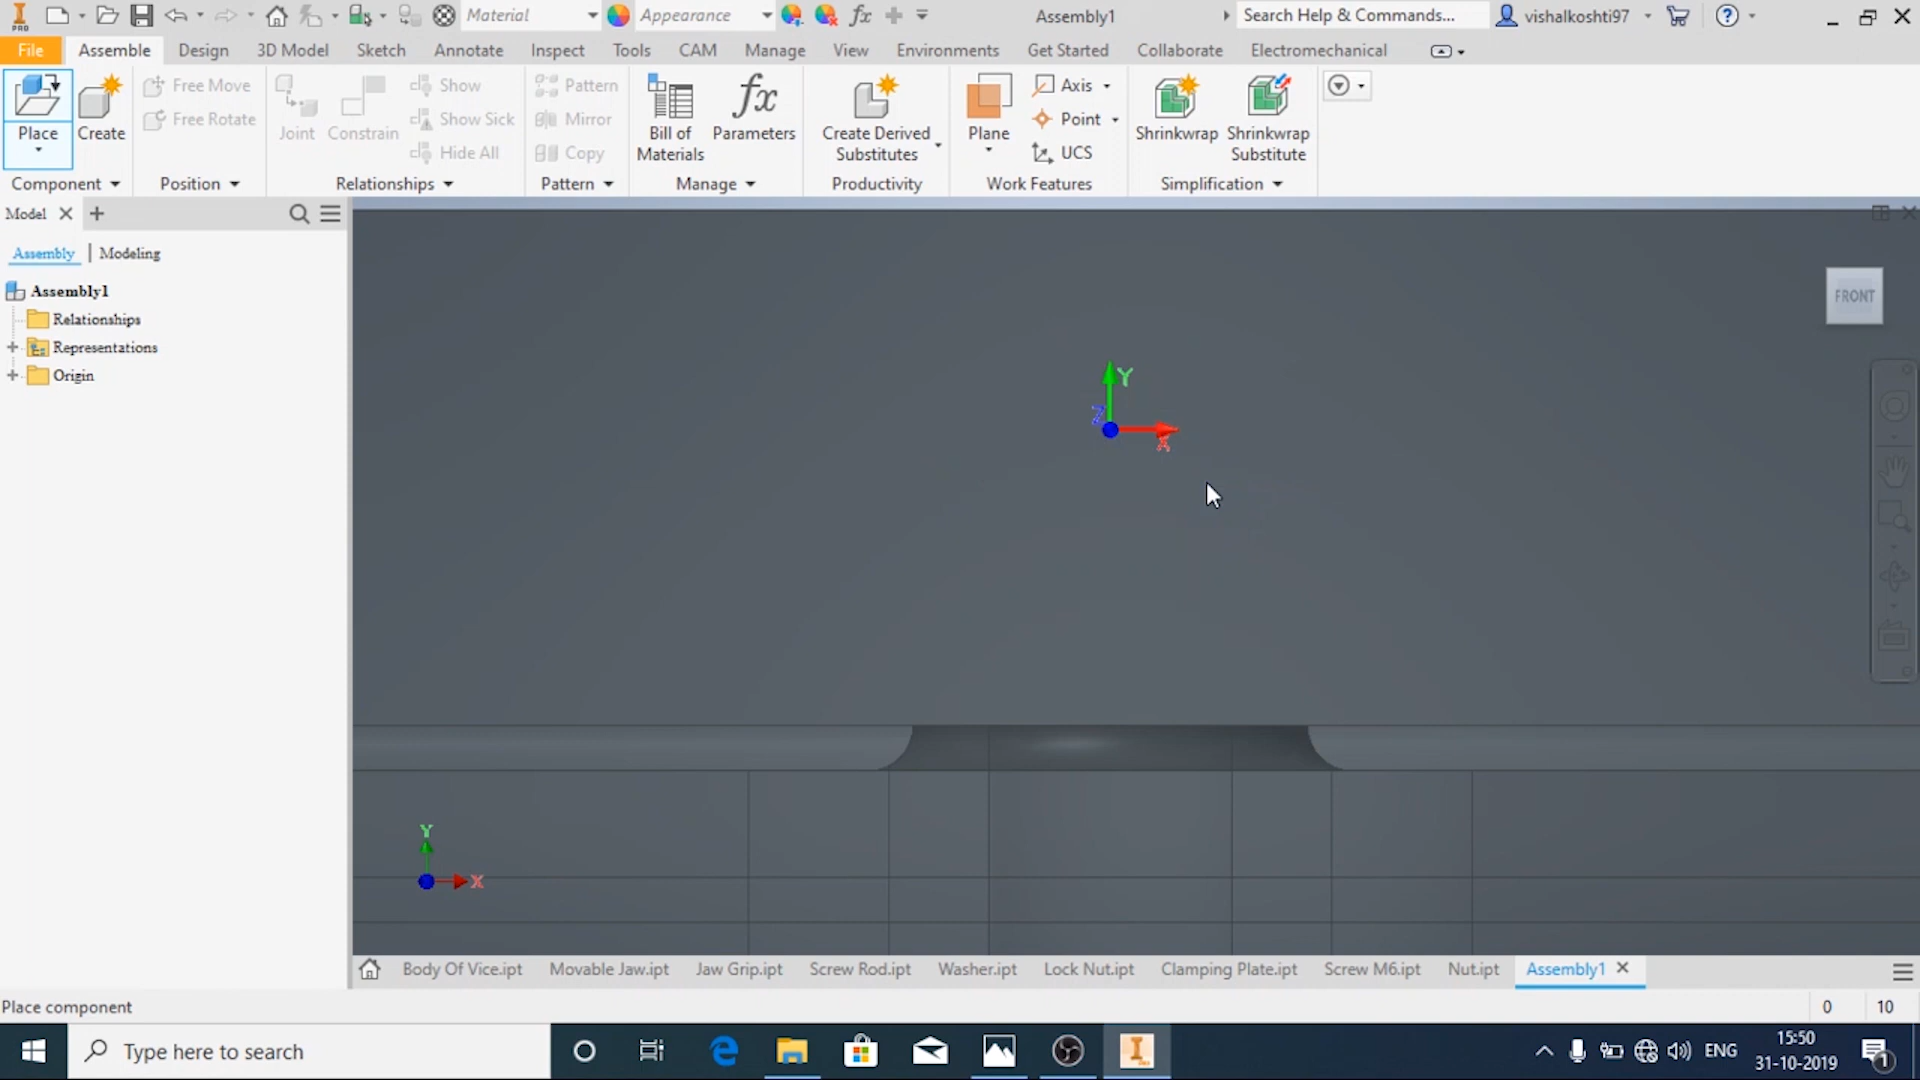 PRO
Material
Appearance
fx
Assembly1
Search Help & Commands...
vishalkoshti97
File
Assemble
Design
3D Model
Sketch
Annotate
Inspect
Tools
CAM
Manage
View
Environments
Get Started
Collaborate
Electromechanical
Place
Create
Free Move
Free Rotate
Joint
Constrain
Show
Show Sick
Hide All
Pattern
Mirror
Copy
Bill of
Materials
fx
Parameters
Create Derived
Substitutes
Plane
Axis
Point
UCS
Shrinkwrap
Shrinkwrap
Substitute
Component
Position
Relationships
Pattern
Manage
Productivity
Work Features
Simplification
Model
Assembly
Modeling
Assembly1
Relationships
Representations
Origin
FRONT
Y
Z
X
Y
X
Body Of Vice.ipt
Movable Jaw.ipt
Jaw Grip.ipt
Screw Rod.ipt
Washer.ipt
Lock Nut.ipt
Clamping Plate.ipt
Screw M6.ipt
Nut.ipt
Assembly1
Place component
0
10
Type here to search
ENG
15:50
31-10-2019
1